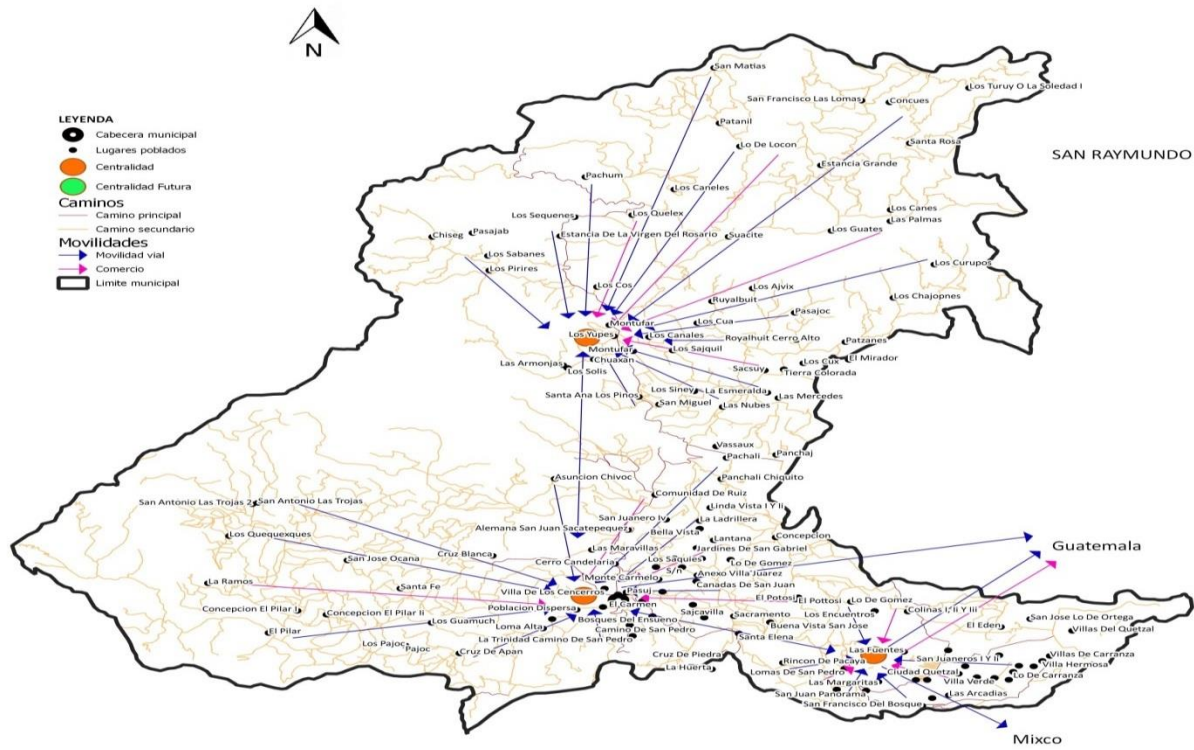 N
LEYENDA
Cabecera municipal
Lugares poblados
Centralidad
Centralidad Futura
Caminos
Camino principal
Camino secundario
Movilidades
Movilidad vial
Comercio
Limite municipal
San Matias
San Francisco Las Lomas
Concues
Los Turuy O La Soledad I
Patanil
Lo De Locon
Santa Rosa
SAN RAYMUNDO
Estancia Grande
Pachum
Los Caneles
Los Sequenes
Los Quelex
Los Canes
Las Palmas
Chiseg
Pasajab
Estancia De La Virgen Del Rosario
Suacite
Los Guates
Los Sabanes
Los Pirires
Los Curupos
Los Cos
Los Ajvix
Ruyalbuit
Los Chajopnes
Pasajoc
Montufar
Los Cua
Los Yupes
Los Canales
Royalbuit Cerro Alto
Patzanes
Montufar
Los Sajquil
El Mirador
Chuaxan
Las Armonjas
Los Solis
Los Cux
Sacsuy
Tierra Colorada
Santa Ana Los Pinos
Los Siney
La Esmeralda
Las Mercedes
San Miguel
Las Nubes
Vassaux
Pachali
Panchaj
Asuncion Chivoc
Panchali Chiquito
Comunidad De Ruiz
San Antonio Las Trojas 2
San Antonio Las Trojas
Linda Vista I Y Ii
San Juanero Iv
La Ladrillera
Alemana San Juan Sacatepequez
Bella Vista
Los Quequexques
Lantana
Concepcion
Guatemala
Las Maravillas
Jardines De San Gabriel
Cruz Blanca
San Jose Ocana
Cerro Candelaria
Los Saquies
S/n
Lo De Gomez
La Ramos
Monte Carmelo
Anexo Villa Juarez
Santa Fe
Villa De Los Cencerros
Pasuj
Canadas De San Juan
El Potosi
El Pottosi
Lo De Gomez
Concepcion El Pilar I
Concepcion El Pilar Ii
Poblacion Dispersa
El Carmen
Sajcavilla
Sacramento
Los Encuentros
Colinas I, Ii Y Iii
San Jose Lo De Ortega
Los Guamuch
Loma Alta
Bosques Del Ensueno
Buena Vista San Jose
El Eden
Villas Del Quetzal
El Pilar
Camino De San Pedro
La Trinidad Camino De San Pedro
Santa Elena
Los Pajoc
Pajoc
Cruz De Apan
Cruz De Piedra
Las Fuentes
Villas De Carranza
La Huerta
Rincon De Pacaya
San Juaneros I Y Ii
Villa Hermosa
Lomas De San Pedro
Ciudad Quetzal
Lo De Carranza
Las Margaritas
Villa Verde
San Juan Panorama
Las Arcadias
San Francisco Del Bosque
Mixco